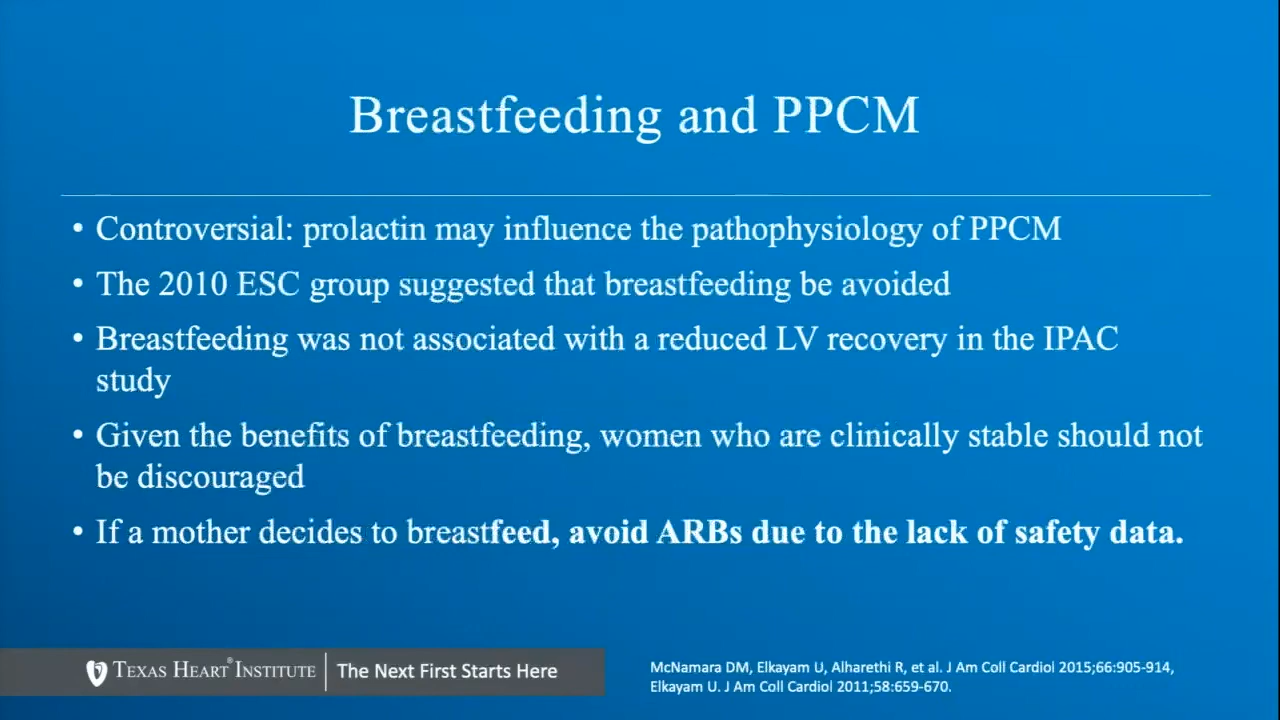 Breastfeeding and PPCM
• Controversial: prolactin may influence the pathophysiology of PPCM
• The 2010 ESC group suggested that breastfeeding be avoided
• Breastfeeding was not associated with a reduced LV recovery in the IPAC
study
• Given the benefits of breastfeeding, women who are clinically stable should not
be discouraged
• If a mother decides to breastfeed, avoid ARBs due to the lack of safety data.
TEXAS HEART® INSTITUTE | The Next First Starts Here
McNamara DM, Elkayam U, Alharethi R, et al. J Am Coll Cardiol 2015;66:905-914,
Elkayam U. J Am Coll Cardiol 2011;58:659-670.